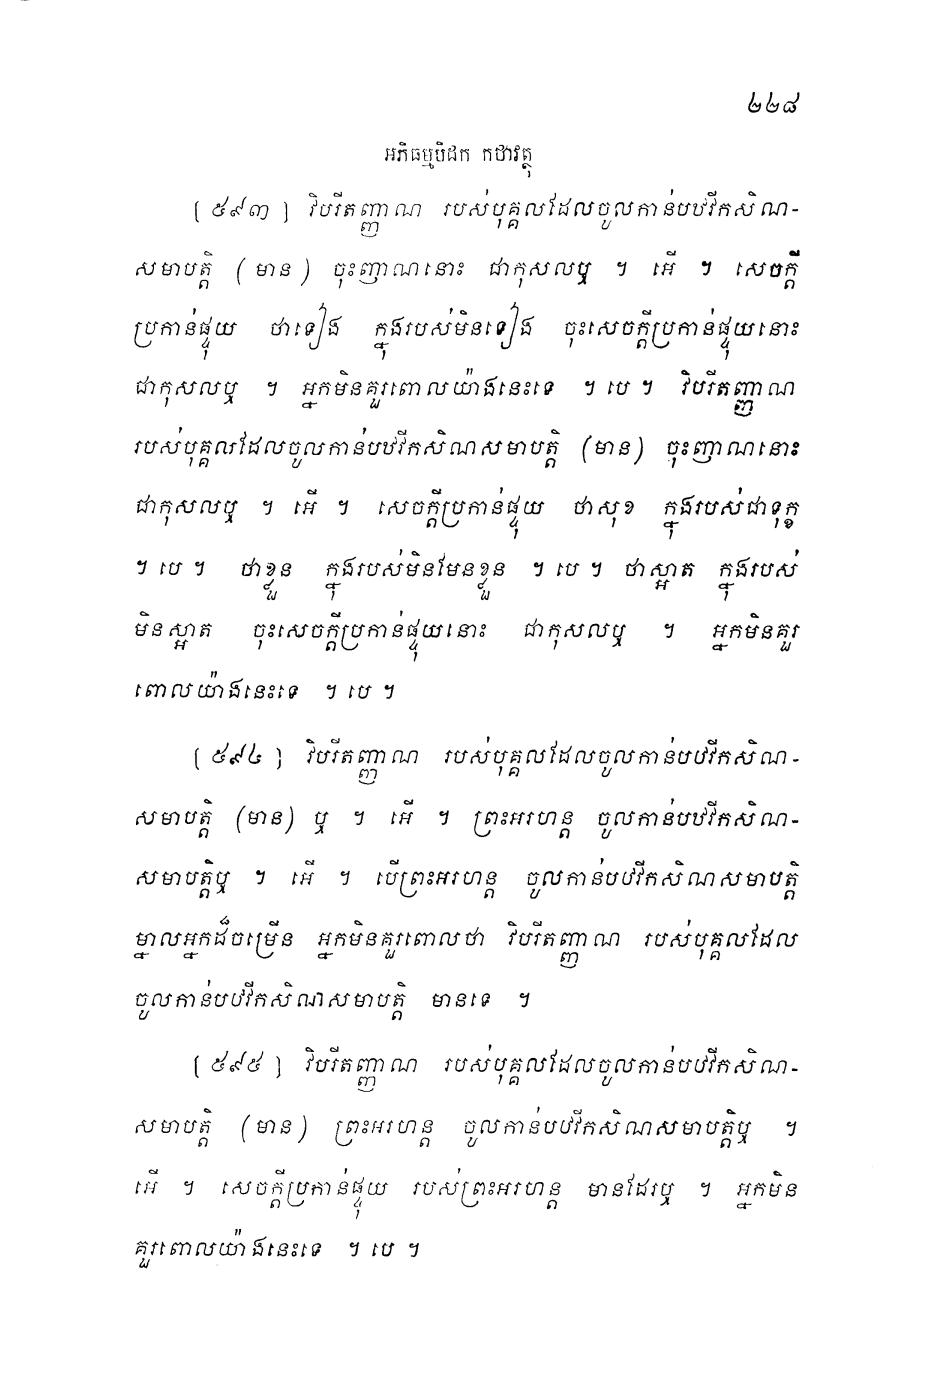 ២២៨
អភិធម្មបិដក កថាវត្ថុ
[ ៥៩៣ ] វិបរីតញ្ញាណ របស់បុគ្គលដែលចូលកាន់បឋវីកសិណ-
សមាបត្តិ (មាន) ចុះញាណនោះ ជាកុសលឬ ។ អើ ។ សេចក្តី
ប្រកាន់ផ្ទុយ ថាទៀង ក្នុងរបស់មិនទៀង ចុះសេចក្តីប្រកាន់ផ្ទុយនោះ
ជាកុសលឬ ។ អ្នកមិនគួរពោលយ៉ាងនេះទេ ។ បេ ។ វិបរីតញ្ញាណ
របស់បុគ្គលដែលចូលកាន់បឋវីកសិណសមាបត្តិ (មាន) ចុះញាណនោះ
ជាកុសលឬ ។ អើ ។ សេចក្តីប្រកាន់ផ្ទុយ ថាសុខ ក្នុងរបស់ជាទុក្ខ
។ បេ ។ ថាខ្លួន ក្នុងរបស់មិនមែនខ្លួន ។ បេ ។ ថាស្អាត ក្នុងរបស់
មិនស្អាត ចុះសេចក្តីប្រកាន់ផ្ទុយនោះ ជាកុសលឬ ។ អ្នកមិនគួរ
ពោលយ៉ាងនេះទេ ។ បេ ។
[ ៥៩៤ ] វិបរីតញ្ញាណ របស់បុគ្គលដែលចូលកាន់បឋវីកសិណ-
សមាបត្តិ (មាន) ឬ ។ អើ ។ ព្រះអរហន្ត ចូលកាន់បឋវីកសិណ-
សមាបត្តិឬ ។ អើ ។ បើព្រះអរហន្ត ចូលកាន់បឋវីកសិណសមាបត្តិ
ម្នាលអ្នកដ៏ចម្រើន អ្នកមិនគួរពោលថា វិបរីតញ្ញាណ របស់បុគ្គលដែល
ចូលកាន់បឋវីកសិណសមាបត្តិ មានទេ ។
[ ៥៩៥ ] វិបរីតញ្ញាណ របស់បុគ្គលដែលចូលកាន់បឋវីកសិណ-
សមាបត្តិ (មាន) ព្រះអរហន្ត ចូលកាន់បឋវីកសិណសមាបត្តិឬ ។
អើ ។ សេចក្តីប្រកាន់ផ្ទុយ របស់ព្រះអរហន្ត មានដែរឬ ។ អ្នកមិន
គួរពោលយ៉ាងនេះទេ ។ បេ ។